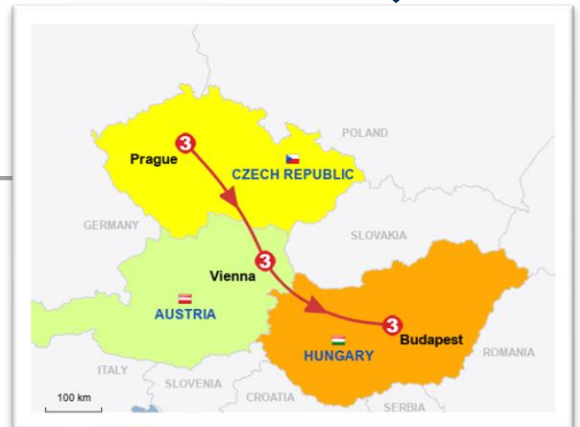 POLAND
3
Prague
CZECH REPUBLIC
GERMANY
SLOVAKIA
3
Vienna
AUSTRIA
3
Budapest
HUNGARY
ROMANIA
ITALY
SLOVENIA
CROATIA
SERBIA
100 km